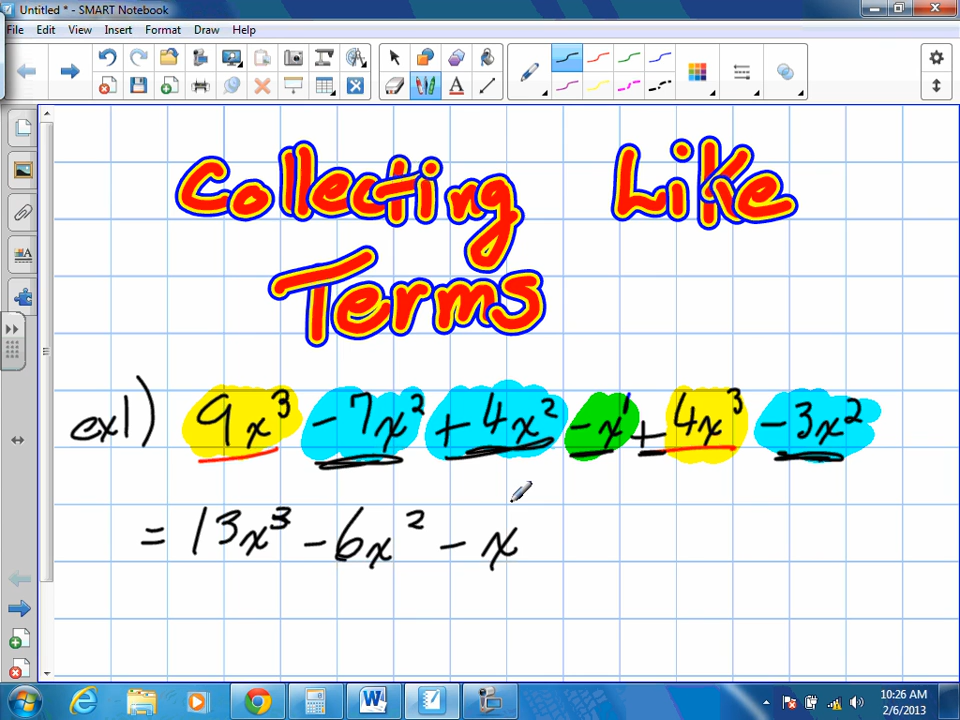 Untitled * - SMART Notebook
File Edit View Insert Format Draw Help
Collecting Like
Terms
ex1) 9x³ - 7x² + 4x² - x¹ + 4x³ - 3x²
= 13x³ - 6x² - x
10:26 AM
2/6/2013